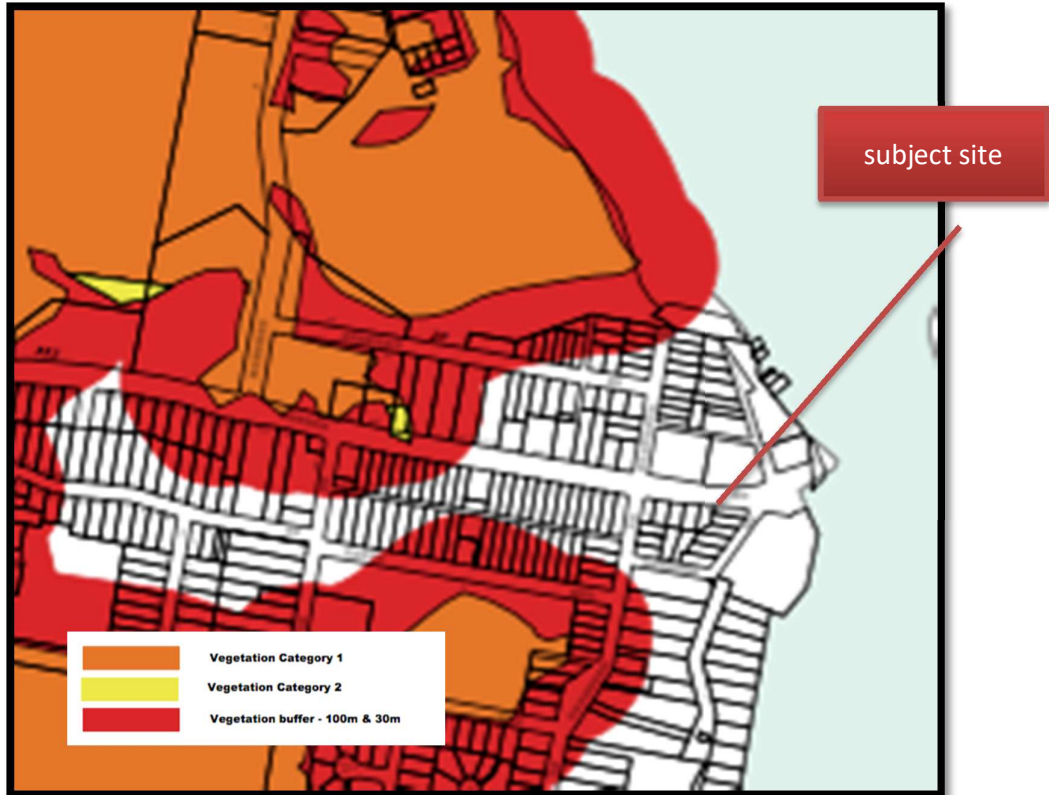 subject site
Vegetation Category 1
Vegetation Category 2
Vegetation buffer - 100m & 30m